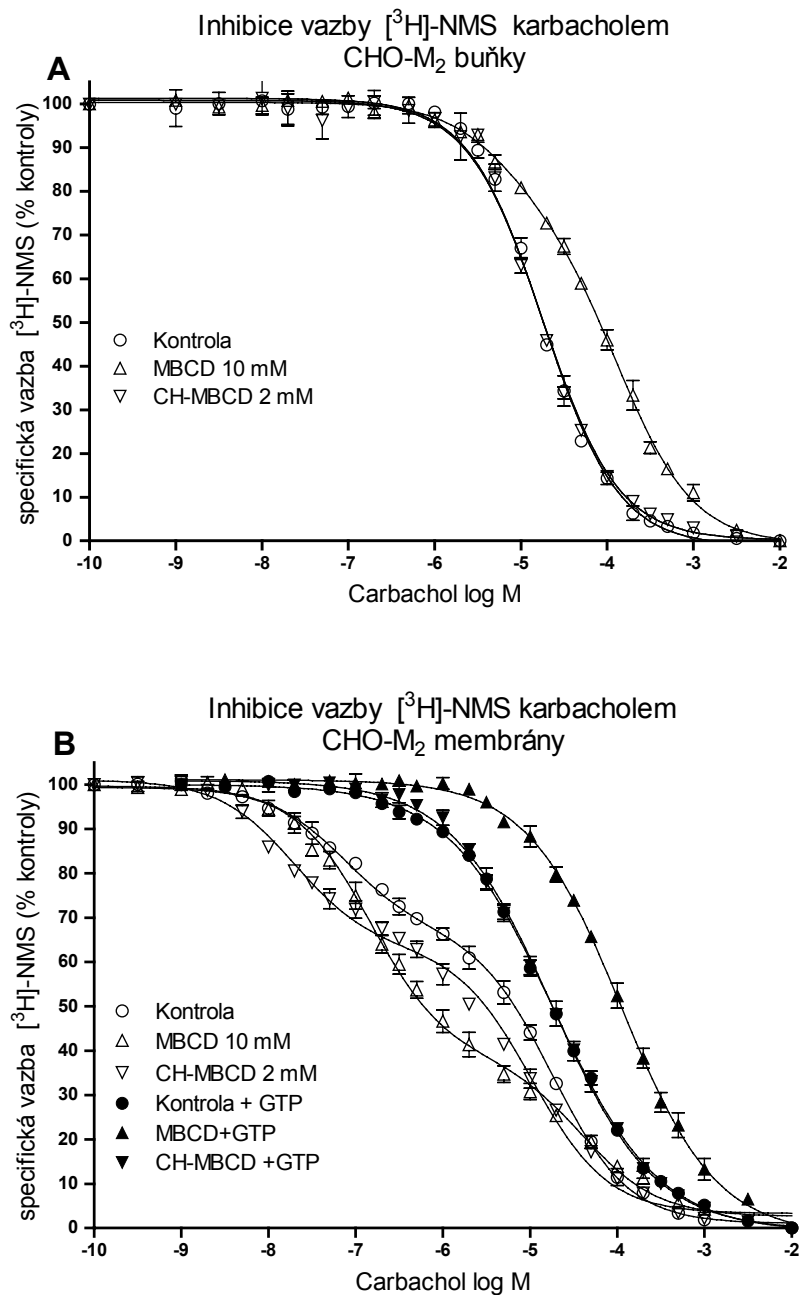 Inhibice vazby [³H]-NMS karbacholem
CHO-M₂ buňky
A
specifická vazba [³H]-NMS (% kontroly)
100
90
80
70
60
50
40
30
20
10
0
Kontrola
MBCD 10 mM
CH-MBCD 2 mM
-10 -9 -8 -7 -6 -5 -4 -3 -2
Carbachol log M
Inhibice vazby [³H]-NMS karbacholem
CHO-M₂ membrány
B
specifická vazba [³H]-NMS (% kontroly)
100
90
80
70
60
50
40
30
20
10
0
Kontrola
MBCD 10 mM
CH-MBCD 2 mM
Kontrola + GTP
MBCD+GTP
CH-MBCD +GTP
-10 -9 -8 -7 -6 -5 -4 -3 -2
Carbachol log M